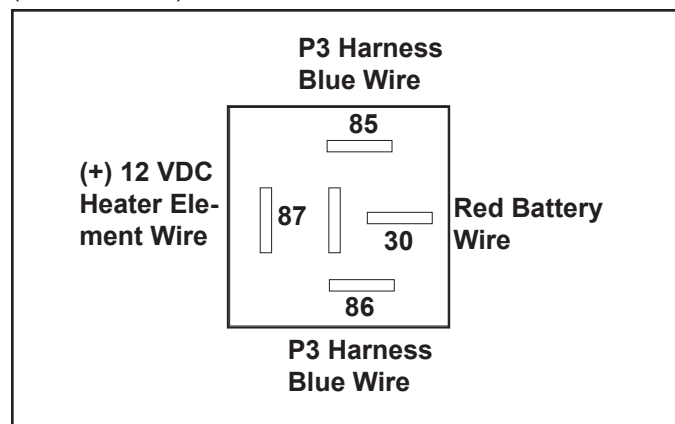 P3 Harness
Blue Wire
85
(+) 12 VDC
Heater Ele-
ment Wire
87
30
Red Battery
Wire
86
P3 Harness
Blue Wire